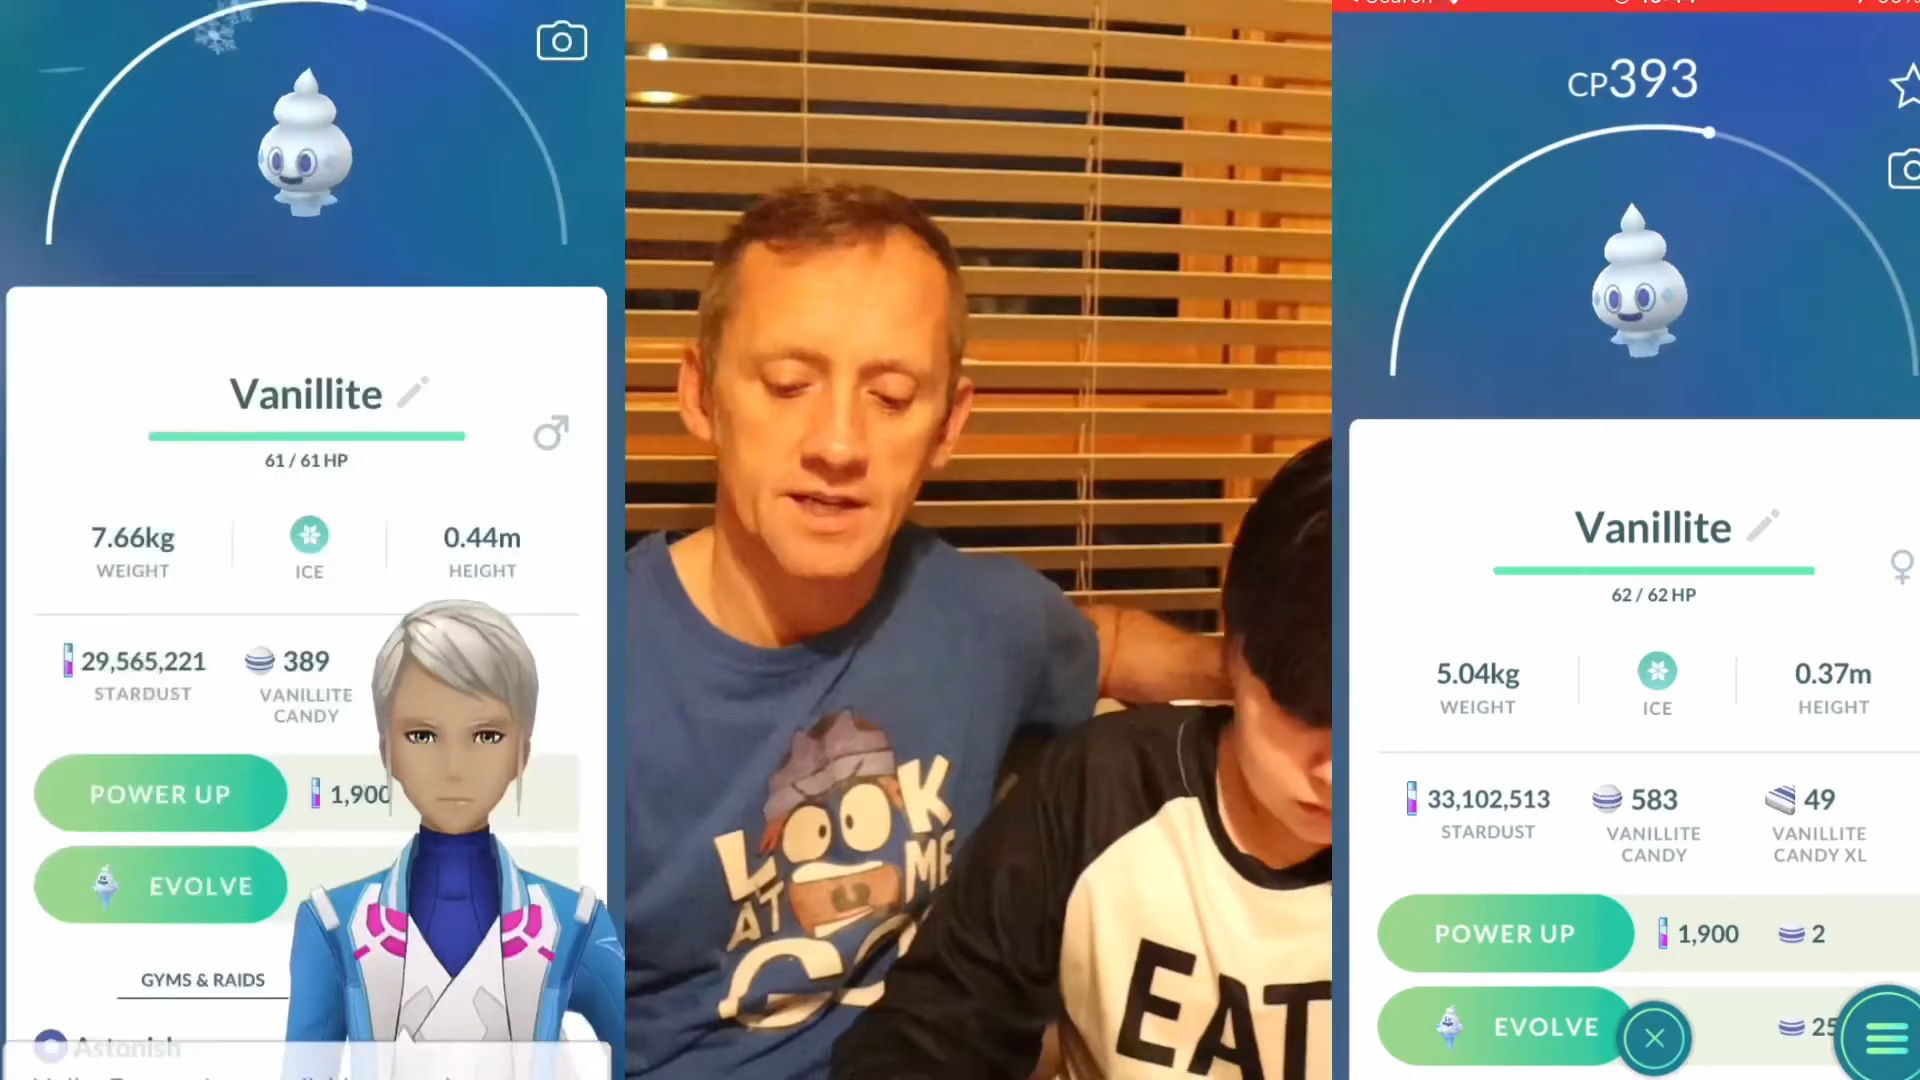 Vanillite
61 / 61 HP
7.66kg
WEIGHT
ICE
0.44m
HEIGHT
29,565,221
STARDUST
389
VANILLITE
CANDY
POWER UP
1,900
EVOLVE
GYMS & RAIDS
Astonish
LOOK
AT ME
GO
EAT
CP393
Vanillite
62 / 62 HP
5.04kg
WEIGHT
ICE
0.37m
HEIGHT
33,102,513
STARDUST
583
VANILLITE
CANDY
49
VANILLITE
CANDY XL
POWER UP
1,900
2
EVOLVE
25